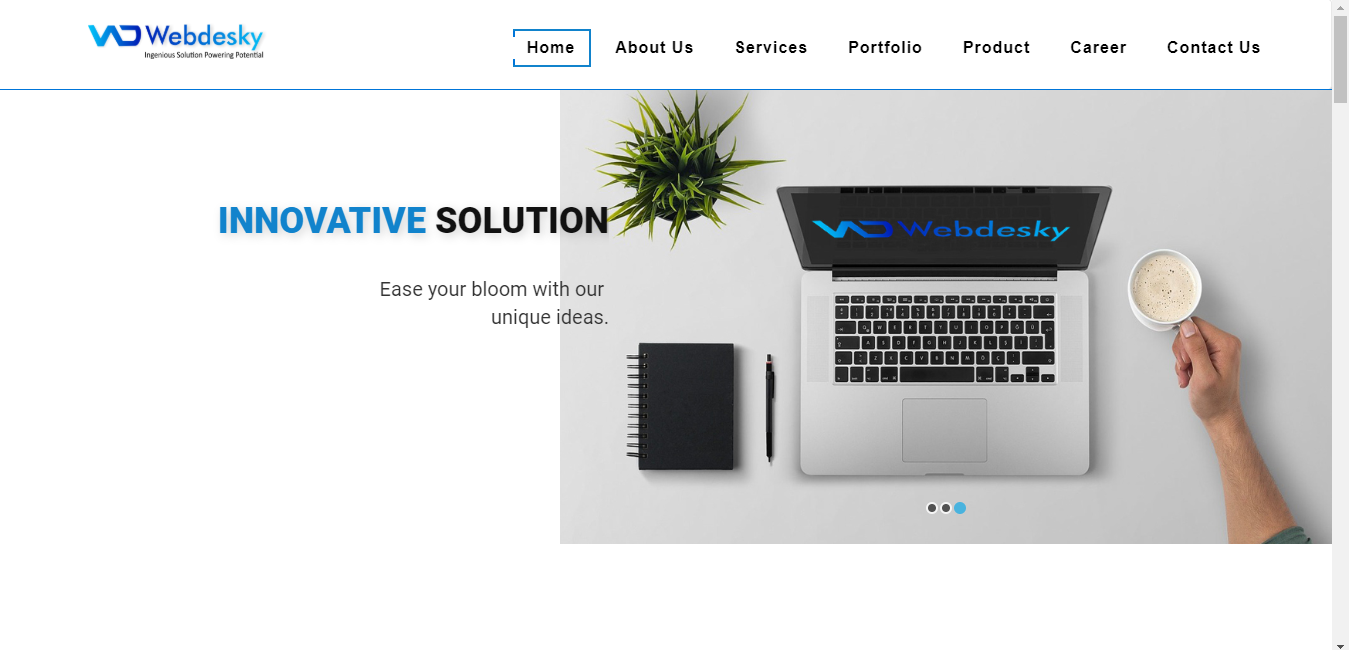 Webdesky
Ingenious Solution Powering Potential
Home About Us Services Portfolio Product Career Contact Us
INNOVATIVE SOLUTION
Ease your bloom with our
unique ideas.
Webdesky